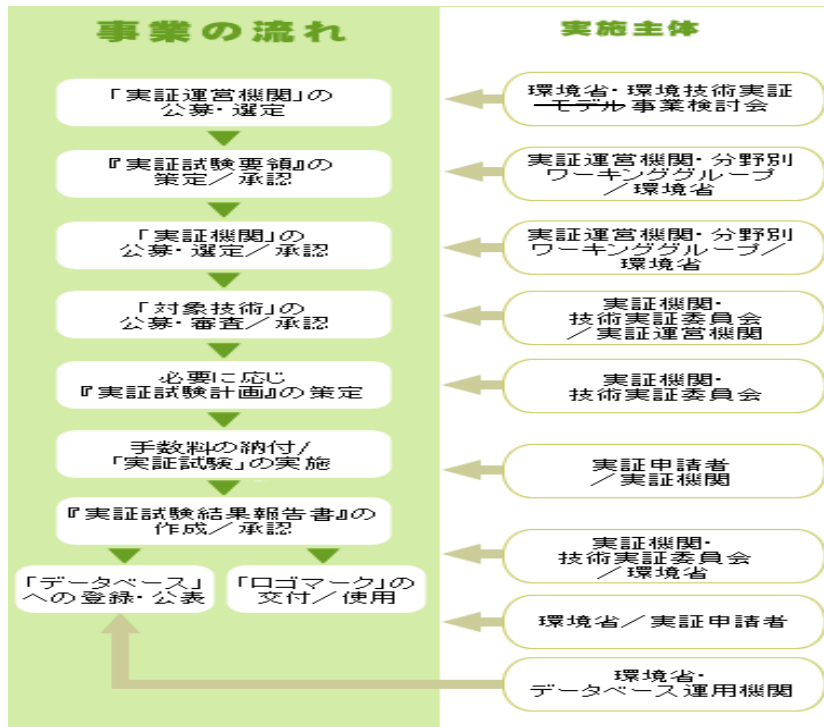 事業の流れ
実施主体
「実証運営機関」の
公募・選定
環境省・環境技術実証
モデル事業検討会
『実証試験要領』の
策定/承認
実証運営機関・分野別
ワーキンググループ
/環境省
「実証機関」の
公募・選定/承認
実証運営機関・分野別
ワーキンググループ/
環境省
「対象技術」の
公募・審査/承認
実証機関・
技術実証委員会
/実証運営機関
必要に応じ
『実証試験計画』の策定
実証機関・
技術実証委員会
手数料の納付/
「実証試験」の実施
実証申請者
/実証機関
『実証試験結果報告書』の
作成/承認
実証機関・
技術実証委員会
/環境省
「データベース」
への登録・公表
「ロゴマーク」の
交付/使用
環境省/実証申請者
環境省・
データベース運用機関